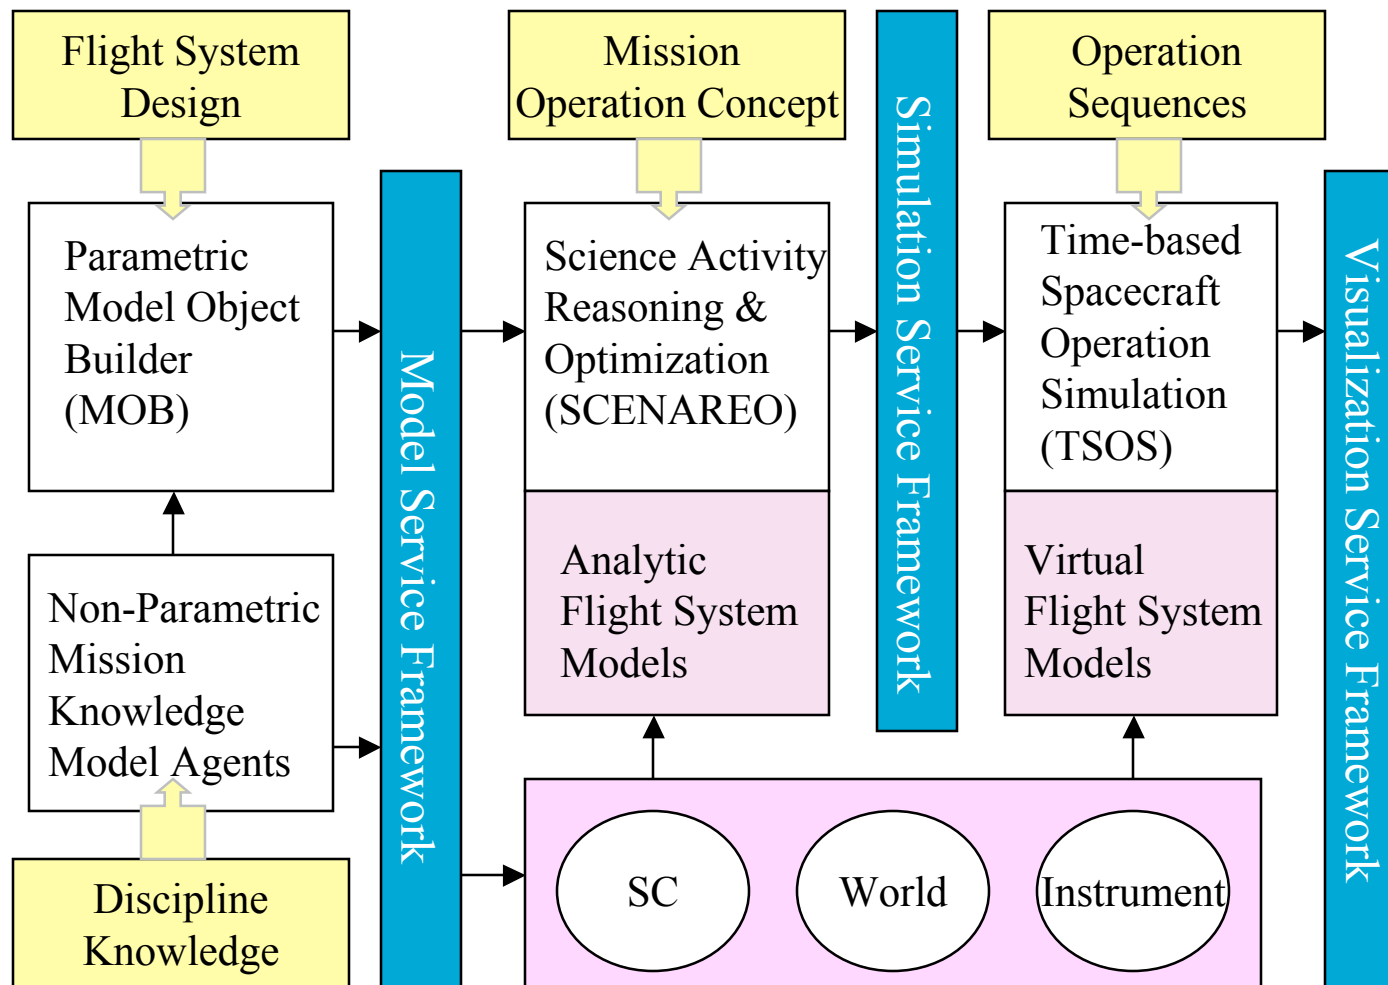 Flight System
Design
Mission
Operation Concept
Operation
Sequences
Parametric
Model Object
Builder
(MOB)
Non-Parametric
Mission
Knowledge
Model Agents
Discipline
Knowledge
Model Service Framework
Science Activity
Reasoning &
Optimization
(SCENAREO)
Analytic
Flight System
Models
Simulation Service Framework
Time-based
Spacecraft
Operation
Simulation
(TSOS)
Virtual
Flight System
Models
SC
World
Instrument
Visualization Service Framework